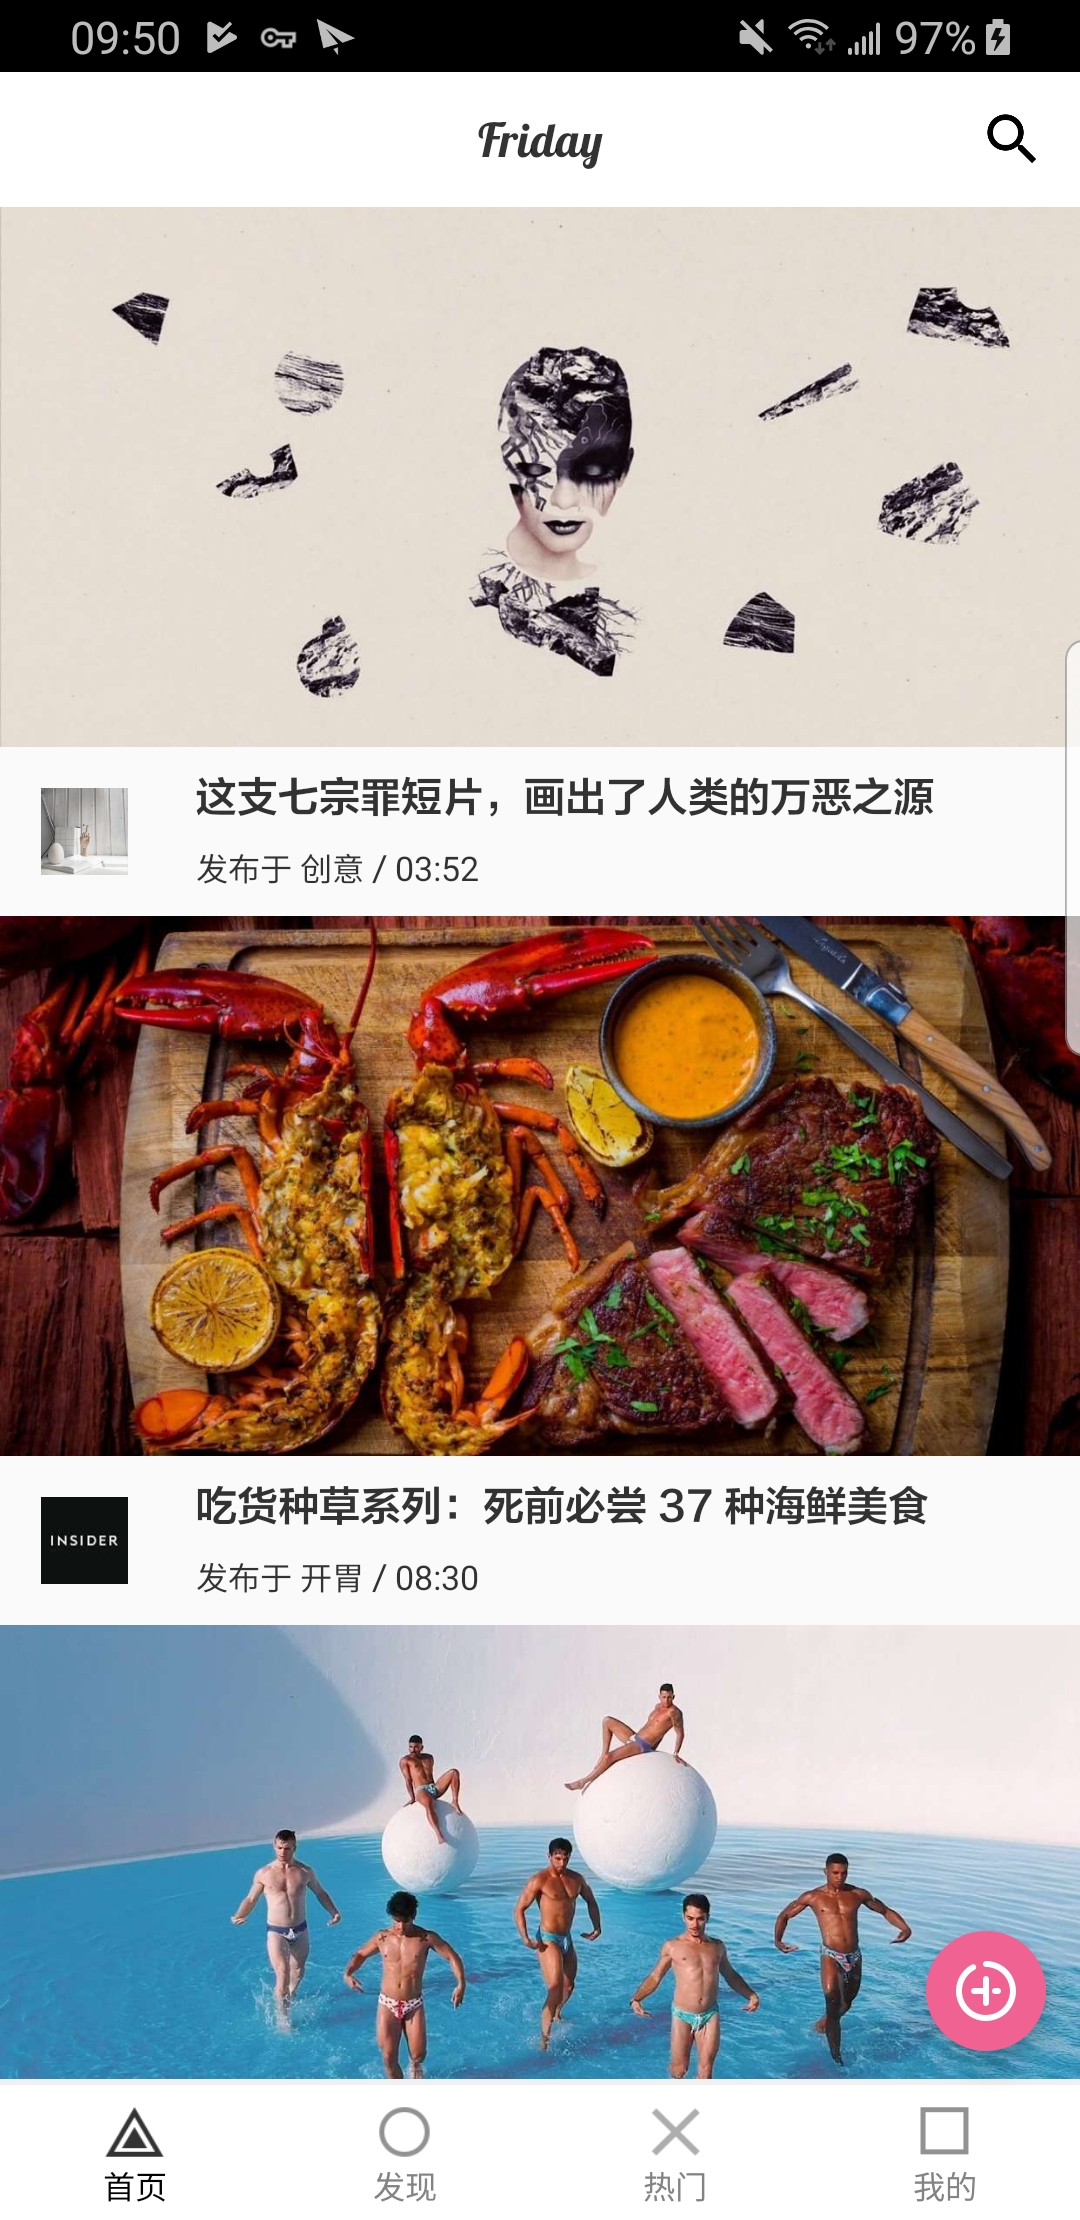 09:50
97%
Friday
这支七宗罪短片，画出了人类的万恶之源
发布于 创意 / 03:52
INSIDER
吃货种草系列：死前必尝 37 种海鲜美食
发布于 开胃 / 08:30
首页
发现
热门
我的